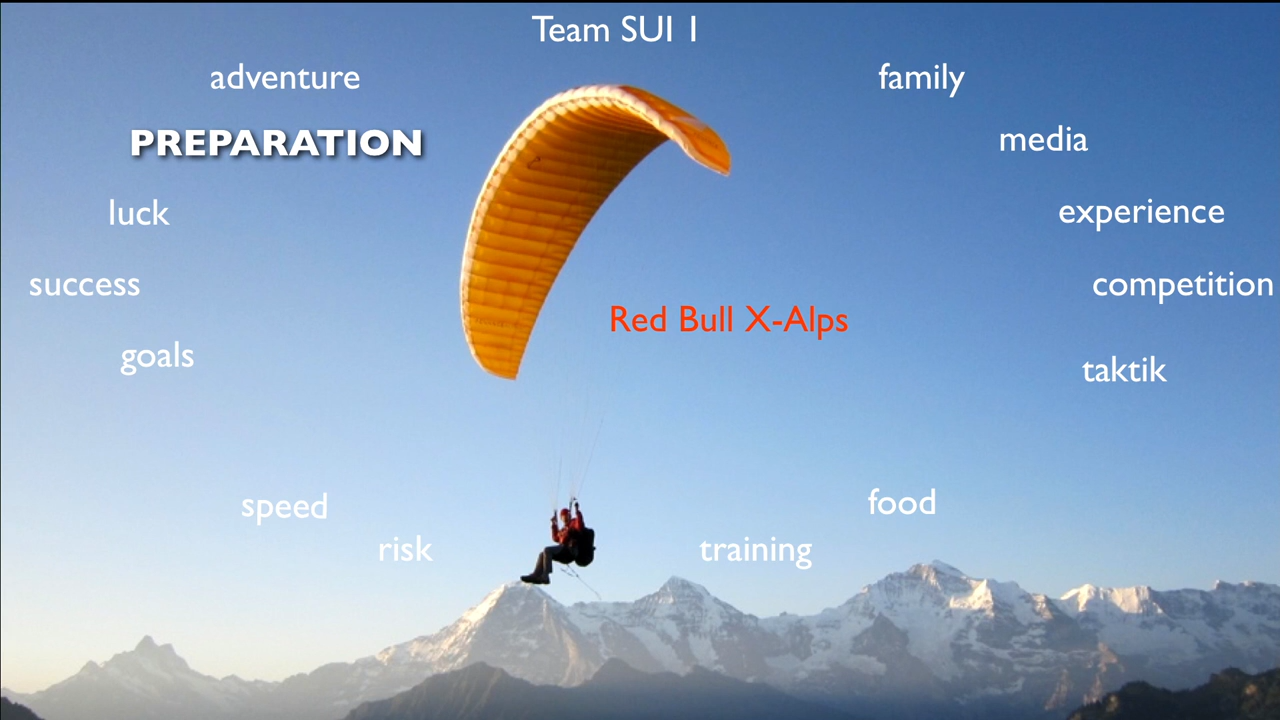 Team SUI 1
adventure
family
PREPARATION
media
luck
experience
success
competition
Red Bull X-Alps
goals
taktik
speed
food
risk
training